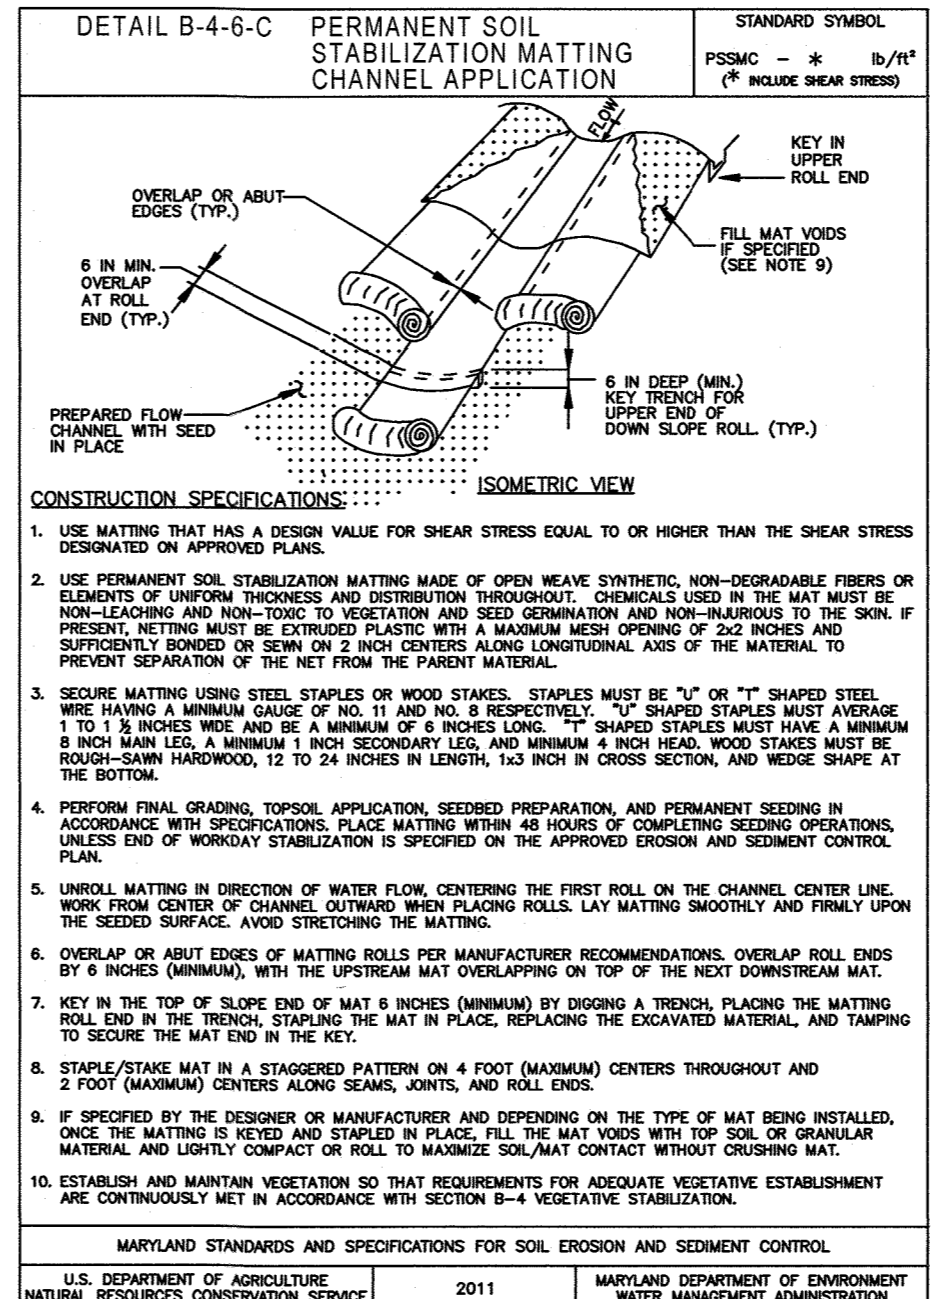 DETAIL B-4-6-C PERMANENT SOIL
STABILIZATION MATTING
CHANNEL APPLICATION
STANDARD SYMBOL
PSSMC - * lb/ft²
(* INCLUDE SHEAR STRESS)
FLOW
KEY IN
UPPER
ROLL END
OVERLAP OR ABUT
EDGES (TYP.)
FILL MAT VOIDS
IF SPECIFIED
(SEE NOTE 9)
6 IN MIN.
OVERLAP
AT ROLL
END (TYP.)
6 IN DEEP (MIN.)
KEY TRENCH FOR
UPPER END OF
DOWN SLOPE ROLL. (TYP.)
PREPARED FLOW
CHANNEL WITH SEED
IN PLACE
ISOMETRIC VIEW
CONSTRUCTION SPECIFICATIONS:
1. USE MATTING THAT HAS A DESIGN VALUE FOR SHEAR STRESS EQUAL TO OR HIGHER THAN THE SHEAR STRESS
DESIGNATED ON APPROVED PLANS.
2. USE PERMANENT SOIL STABILIZATION MATTING MADE OF OPEN WEAVE SYNTHETIC, NON-DEGRADABLE FIBERS OR
ELEMENTS OF UNIFORM THICKNESS AND DISTRIBUTION THROUGHOUT. CHEMICALS USED IN THE MAT MUST BE
NON-LEACHING AND NON-TOXIC TO VEGETATION AND SEED GERMINATION AND NON-INJURIOUS TO THE SKIN. IF
PRESENT, NETTING MUST BE EXTRUDED PLASTIC WITH A MAXIMUM MESH OPENING OF 2x2 INCHES AND
SUFFICIENTLY BONDED OR SEWN ON 2 INCH CENTERS ALONG LONGITUDINAL AXIS OF THE MATERIAL TO
PREVENT SEPARATION OF THE NET FROM THE PARENT MATERIAL.
3. SECURE MATTING USING STEEL STAPLES OR WOOD STAKES. STAPLES MUST BE "U" OR "T" SHAPED STEEL
WIRE HAVING A MINIMUM GAUGE OF NO. 11 AND NO. 8 RESPECTIVELY. "U" SHAPED STAPLES MUST AVERAGE
1 TO 1 ½ INCHES WIDE AND BE A MINIMUM OF 6 INCHES LONG. "T" SHAPED STAPLES MUST HAVE A MINIMUM
8 INCH MAIN LEG, A MINIMUM 1 INCH SECONDARY LEG, AND MINIMUM 4 INCH HEAD. WOOD STAKES MUST BE
ROUGH-SAWN HARDWOOD, 12 TO 24 INCHES IN LENGTH, 1x3 INCH IN CROSS SECTION, AND WEDGE SHAPE AT
THE BOTTOM.
4. PERFORM FINAL GRADING, TOPSOIL APPLICATION, SEEDBED PREPARATION, AND PERMANENT SEEDING IN
ACCORDANCE WITH SPECIFICATIONS. PLACE MATTING WITHIN 48 HOURS OF COMPLETING SEEDING OPERATIONS,
UNLESS END OF WORKDAY STABILIZATION IS SPECIFIED ON THE APPROVED EROSION AND SEDIMENT CONTROL
PLAN.
5. UNROLL MATTING IN DIRECTION OF WATER FLOW, CENTERING THE FIRST ROLL ON THE CHANNEL CENTER LINE.
WORK FROM CENTER OF CHANNEL OUTWARD WHEN PLACING ROLLS. LAY MATTING SMOOTHLY AND FIRMLY UPON
THE SEEDED SURFACE. AVOID STRETCHING THE MATTING.
6. OVERLAP OR ABUT EDGES OF MATTING ROLLS PER MANUFACTURER RECOMMENDATIONS. OVERLAP ROLL ENDS
BY 6 INCHES (MINIMUM), WITH THE UPSTREAM MAT OVERLAPPING ON TOP OF THE NEXT DOWNSTREAM MAT.
7. KEY IN THE TOP OF SLOPE END OF MAT 6 INCHES (MINIMUM) BY DIGGING A TRENCH, PLACING THE MATTING
ROLL END IN THE TRENCH, STAPLING THE MAT IN PLACE, REPLACING THE EXCAVATED MATERIAL, AND TAMPING
TO SECURE THE MAT END IN THE KEY.
8. STAPLE/STAKE MAT IN A STAGGERED PATTERN ON 4 FOOT (MAXIMUM) CENTERS THROUGHOUT AND
2 FOOT (MAXIMUM) CENTERS ALONG SEAMS, JOINTS, AND ROLL ENDS.
9. IF SPECIFIED BY THE DESIGNER OR MANUFACTURER AND DEPENDING ON THE TYPE OF MAT BEING INSTALLED,
ONCE THE MATTING IS KEYED AND STAPLED IN PLACE, FILL THE MAT VOIDS WITH TOP SOIL OR GRANULAR
MATERIAL AND LIGHTLY COMPACT OR ROLL TO MAXIMIZE SOIL/MAT CONTACT WITHOUT CRUSHING MAT.
10. ESTABLISH AND MAINTAIN VEGETATION SO THAT REQUIREMENTS FOR ADEQUATE VEGETATIVE ESTABLISHMENT
ARE CONTINUOUSLY MET IN ACCORDANCE WITH SECTION B-4 VEGETATIVE STABILIZATION.
MARYLAND STANDARDS AND SPECIFICATIONS FOR SOIL EROSION AND SEDIMENT CONTROL
U.S. DEPARTMENT OF AGRICULTURE
NATURAL RESOURCES CONSERVATION SERVICE
2011
MARYLAND DEPARTMENT OF ENVIRONMENT
WATER MANAGEMENT ADMINISTRATION